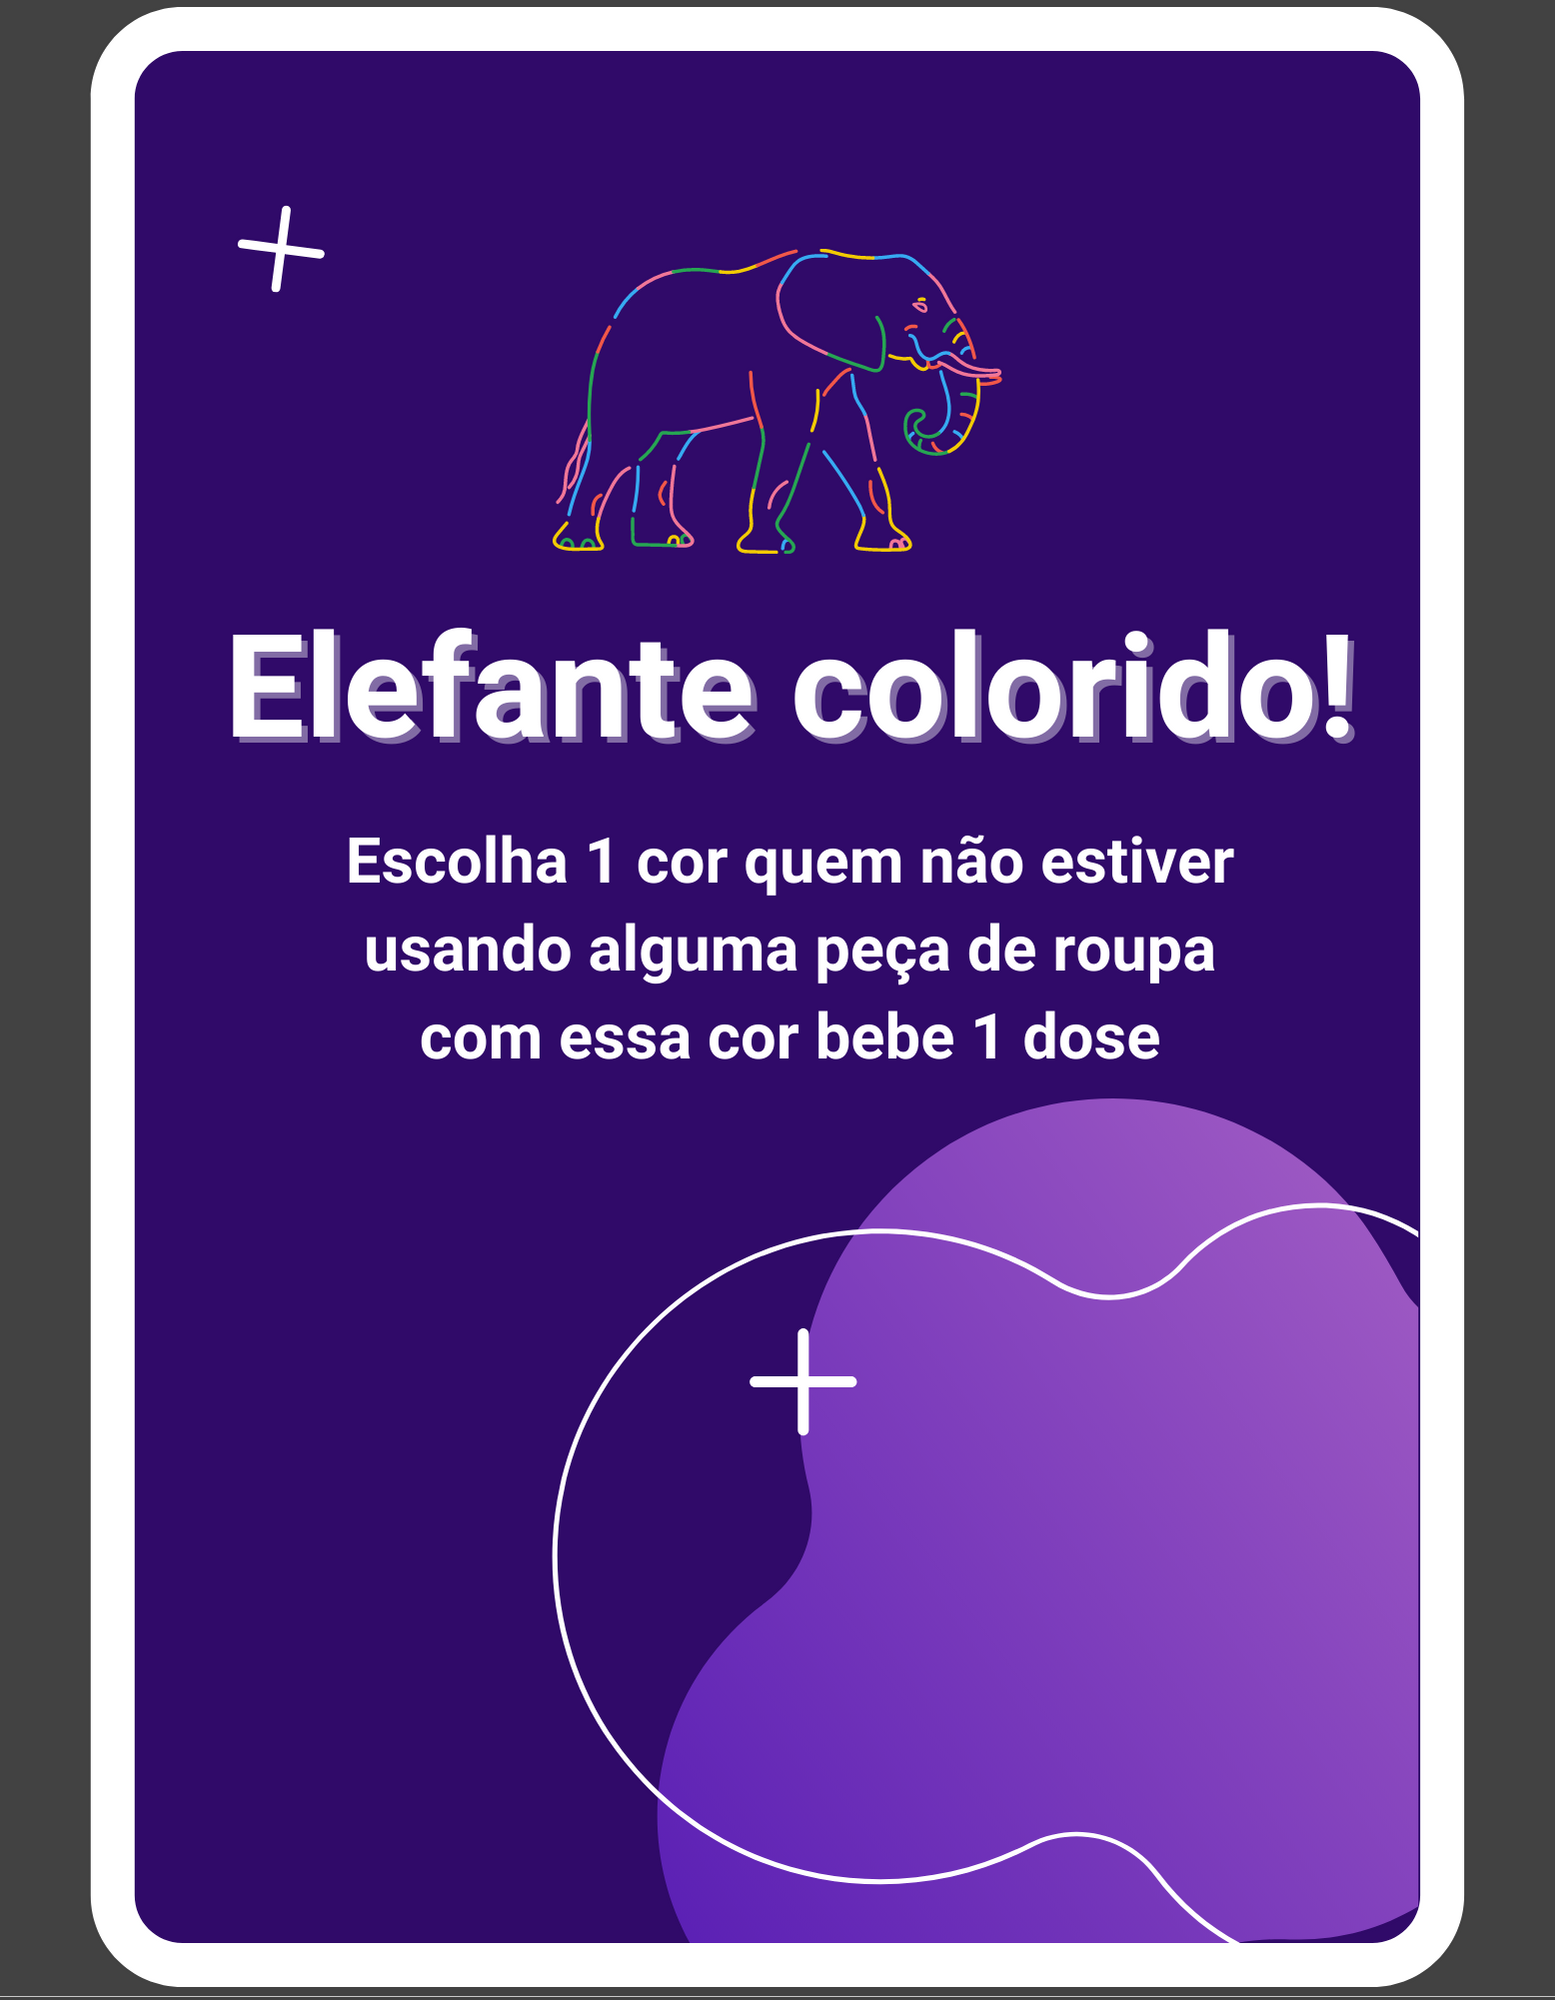 Elefante colorido!
Escolha 1 cor quem não estiver
usando alguma peça de roupa
com essa cor bebe 1 dose